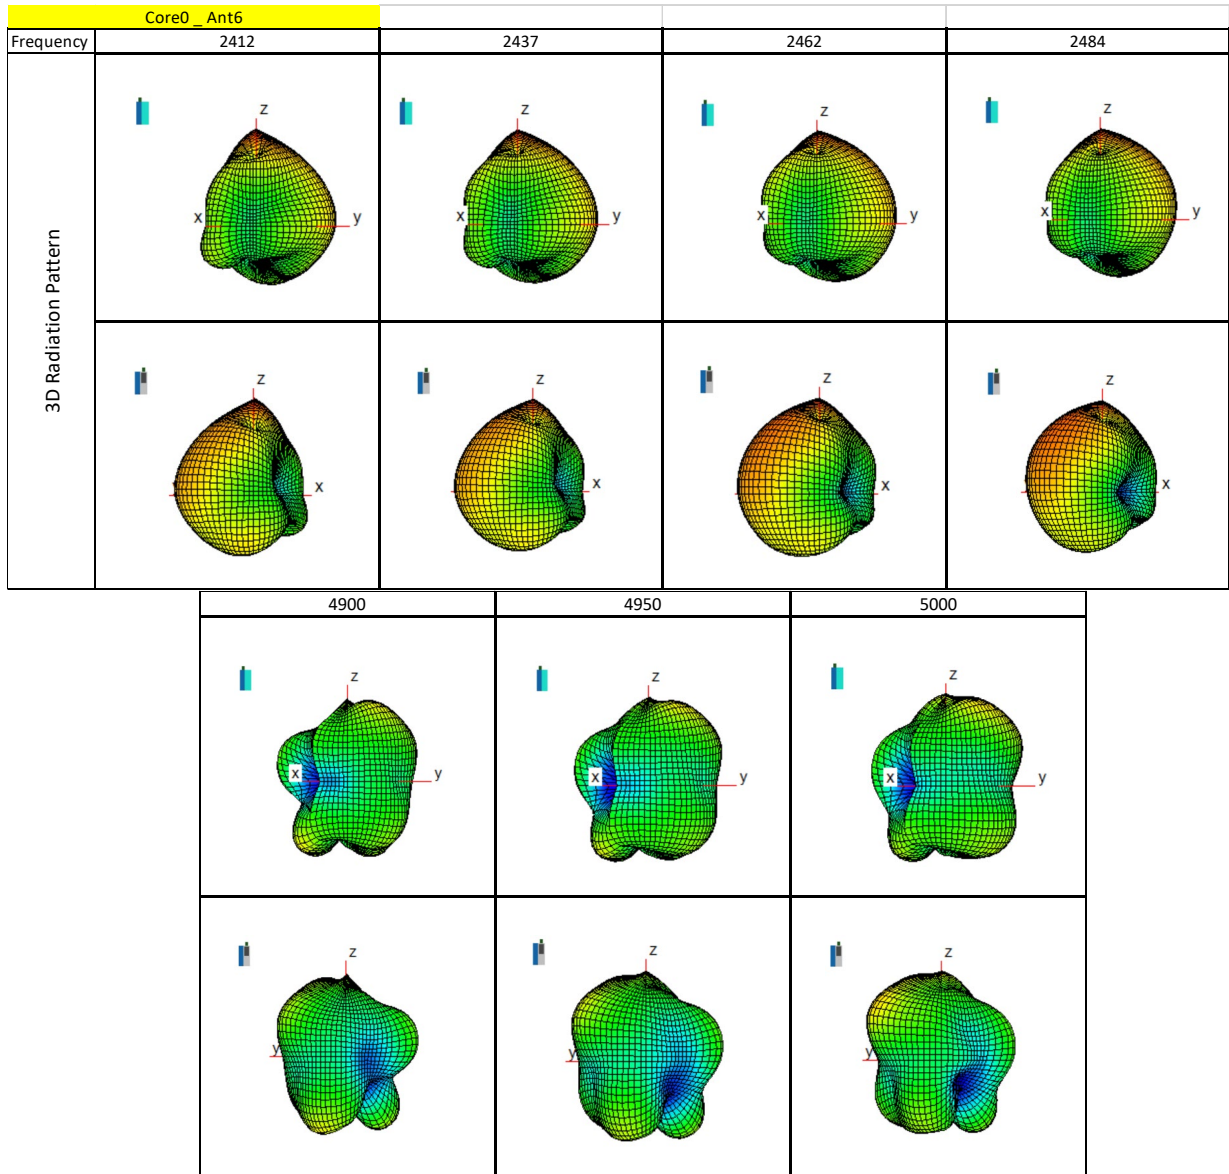 Core0 _ Ant6
Frequency 2412 2437 2462 2484
3D Radiation Pattern
z z z z
x y x y x y x y
z z z z
x x x x
4900 4950 5000
z z z
x y x y x y
z z z
y y y